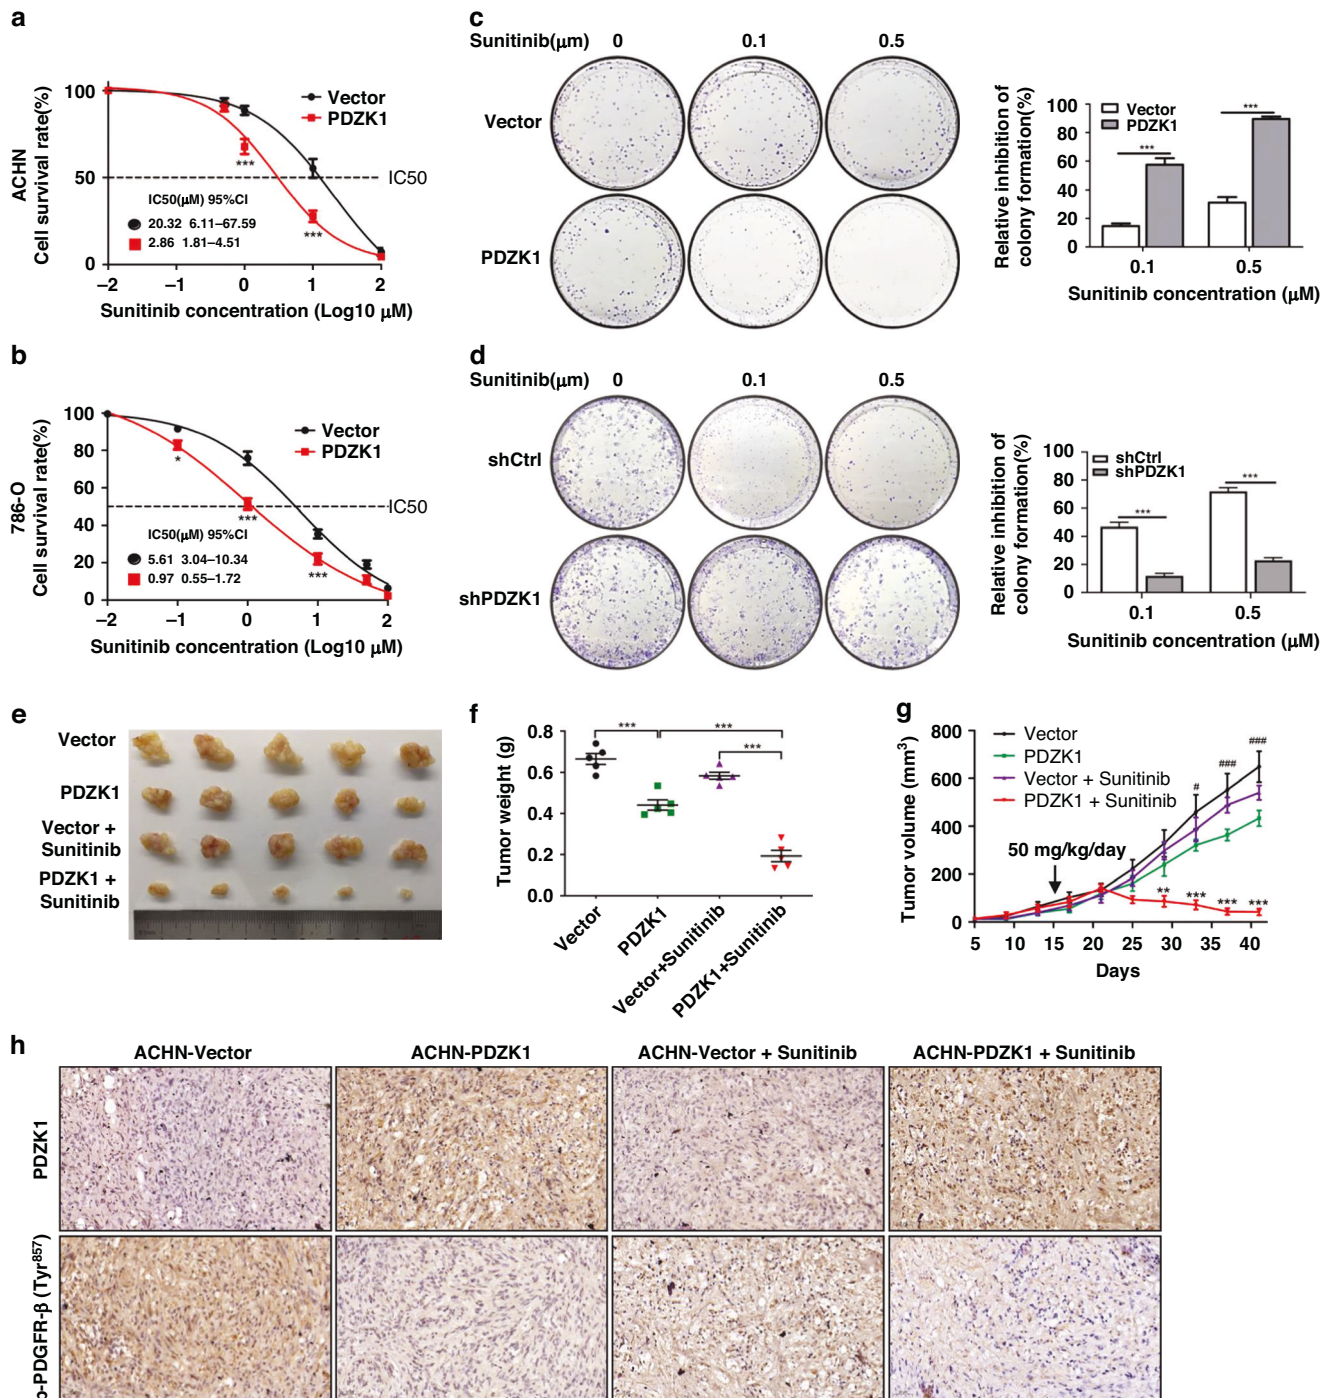 a
ACHN
Cell survival rate(%)
100
50
0
−2
−1
0
1
2
Sunitinib concentration (Log10 μM)
Vector
PDZK1
IC50
***
***
IC50(μM) 95%CI
20.32 6.11–67.59
2.86 1.81–4.51
b
786-O
Cell survival rate(%)
100
80
60
40
20
0
−2
−1
0
1
2
Sunitinib concentration (Log10 μM)
Vector
PDZK1
IC50
*
***
***
IC50(μM) 95%CI
5.61 3.04–10.34
0.97 0.55–1.72
c
Sunitinib(μm) 0 0.1 0.5
Vector
PDZK1
Relative inhibition of
colony formation(%)
100
80
60
40
20
0
Vector
PDZK1
***
***
0.1 0.5
Sunitinib concentration (μM)
d
Sunitinib(μm) 0 0.1 0.5
shCtrl
shPDZK1
Relative inhibition of
colony formation(%)
100
80
60
40
20
0
shCtrl
shPDZK1
***
***
0.1 0.5
Sunitinib concentration (μM)
e
Vector
PDZK1
Vector +
Sunitinib
PDZK1 +
Sunitinib
f
Tumor weight (g)
0.8
0.6
0.4
0.2
0.0
***
***
***
Vector
PDZK1
Vector+Sunitinib
PDZK1+Sunitinib
g
Tumor volume (mm³)
800
600
400
200
0
Vector
PDZK1
Vector + Sunitinib
PDZK1 + Sunitinib
50 mg/kg/day
#
###
###
**
***
***
***
5 10 15 20 25 30 35 40
Days
h
ACHN-Vector
ACHN-PDZK1
ACHN-Vector + Sunitinib
ACHN-PDZK1 + Sunitinib
PDZK1
p-PDGFR-β (Tyr⁸⁵⁷)